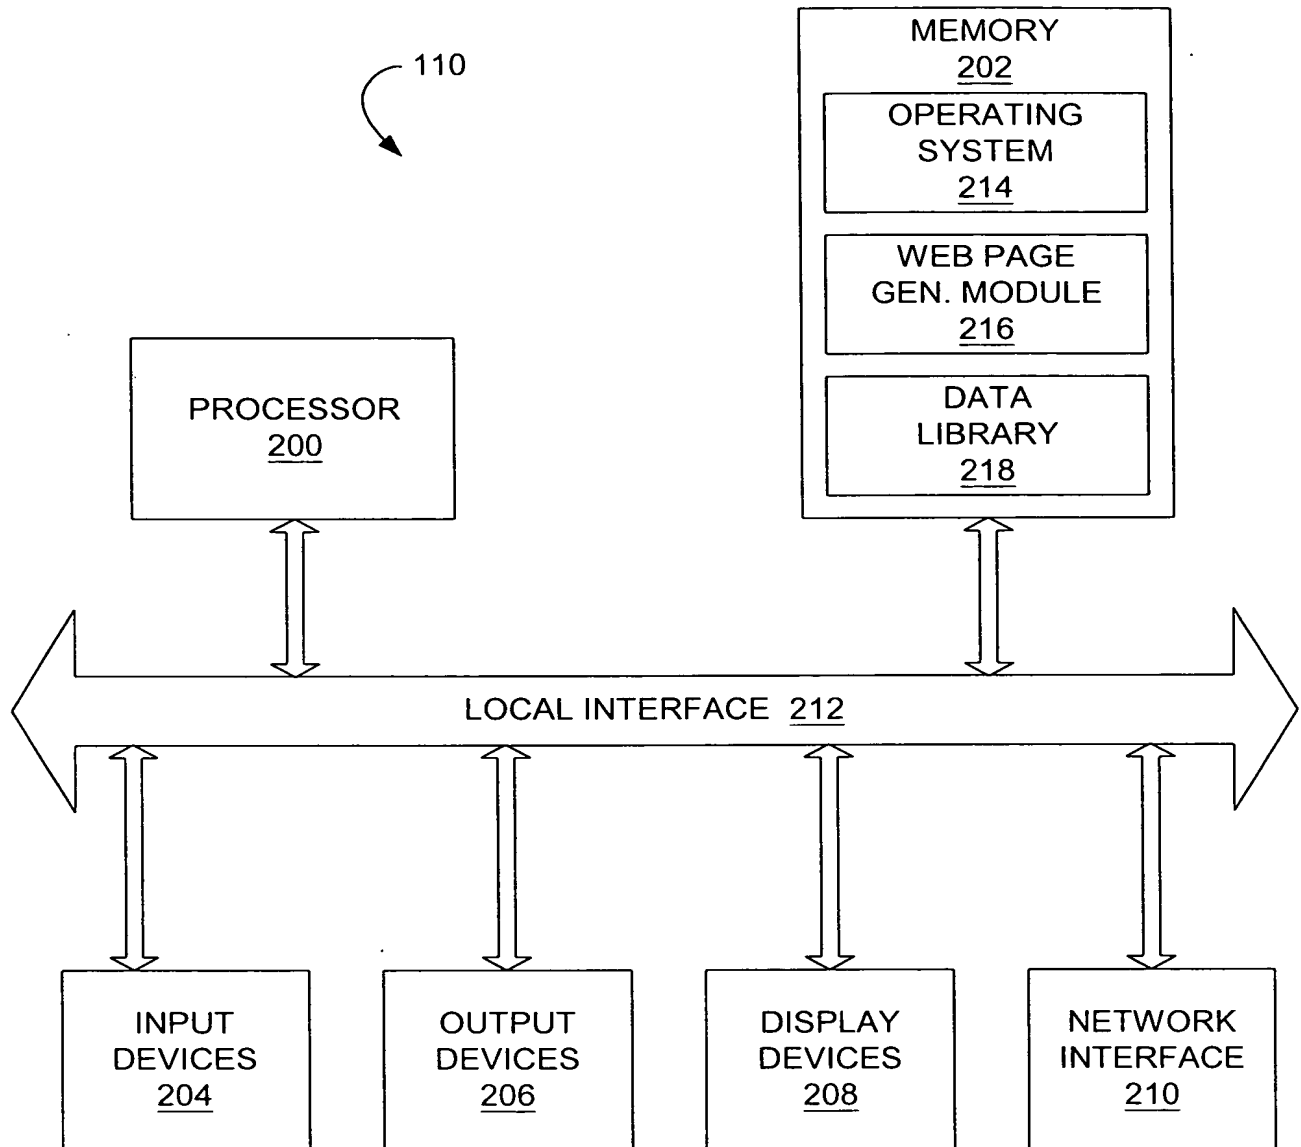 110
MEMORY
202
OPERATING
SYSTEM
214
WEB PAGE
GEN. MODULE
216
DATA
LIBRARY
218
PROCESSOR
200
LOCAL INTERFACE 212
INPUT
DEVICES
204
OUTPUT
DEVICES
206
DISPLAY
DEVICES
208
NETWORK
INTERFACE
210